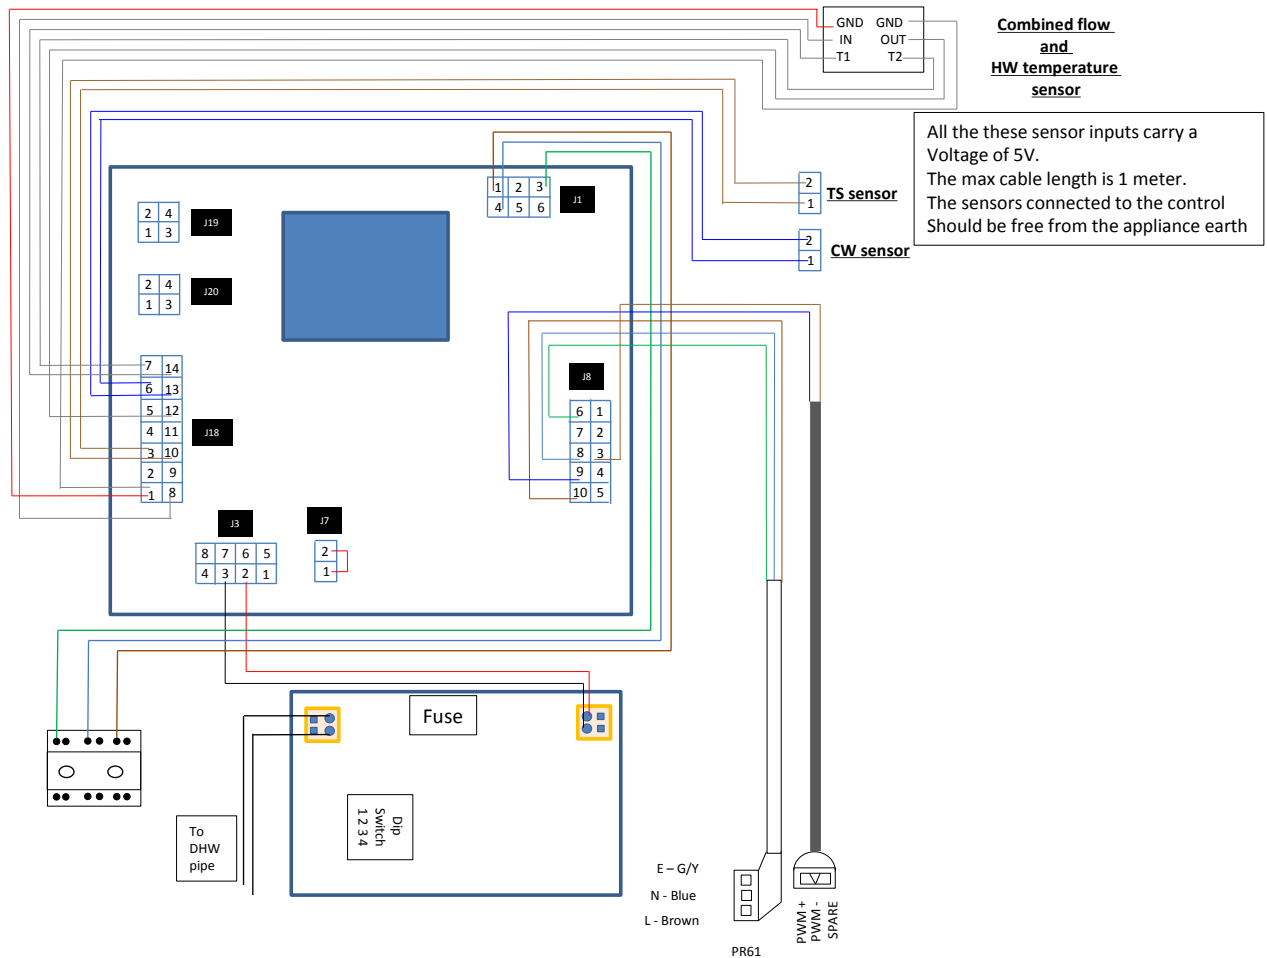 GND GND
IN OUT
T1 T2
Combined flow
and
HW temperature
sensor
All the these sensor inputs carry a
Voltage of 5V.
The max cable length is 1 meter.
The sensors connected to the control
Should be free from the appliance earth
2
1
TS sensor
2
1
CW sensor
1 2 3
4 5 6
J1
2 4
1 3
J19
2 4
1 3
J20
7 14
6 13
5 12
4 11
3 10
2 9
1 8
J18
J8
6 1
7 2
8 3
9 4
10 5
J3
8 7 6 5
4 3 2 1
J7
2
1
Fuse
Dip
Switch
1 2 3 4
To
DHW
pipe
E – G/Y
N - Blue
L - Brown
PR61
PWM +
PWM -
SPARE